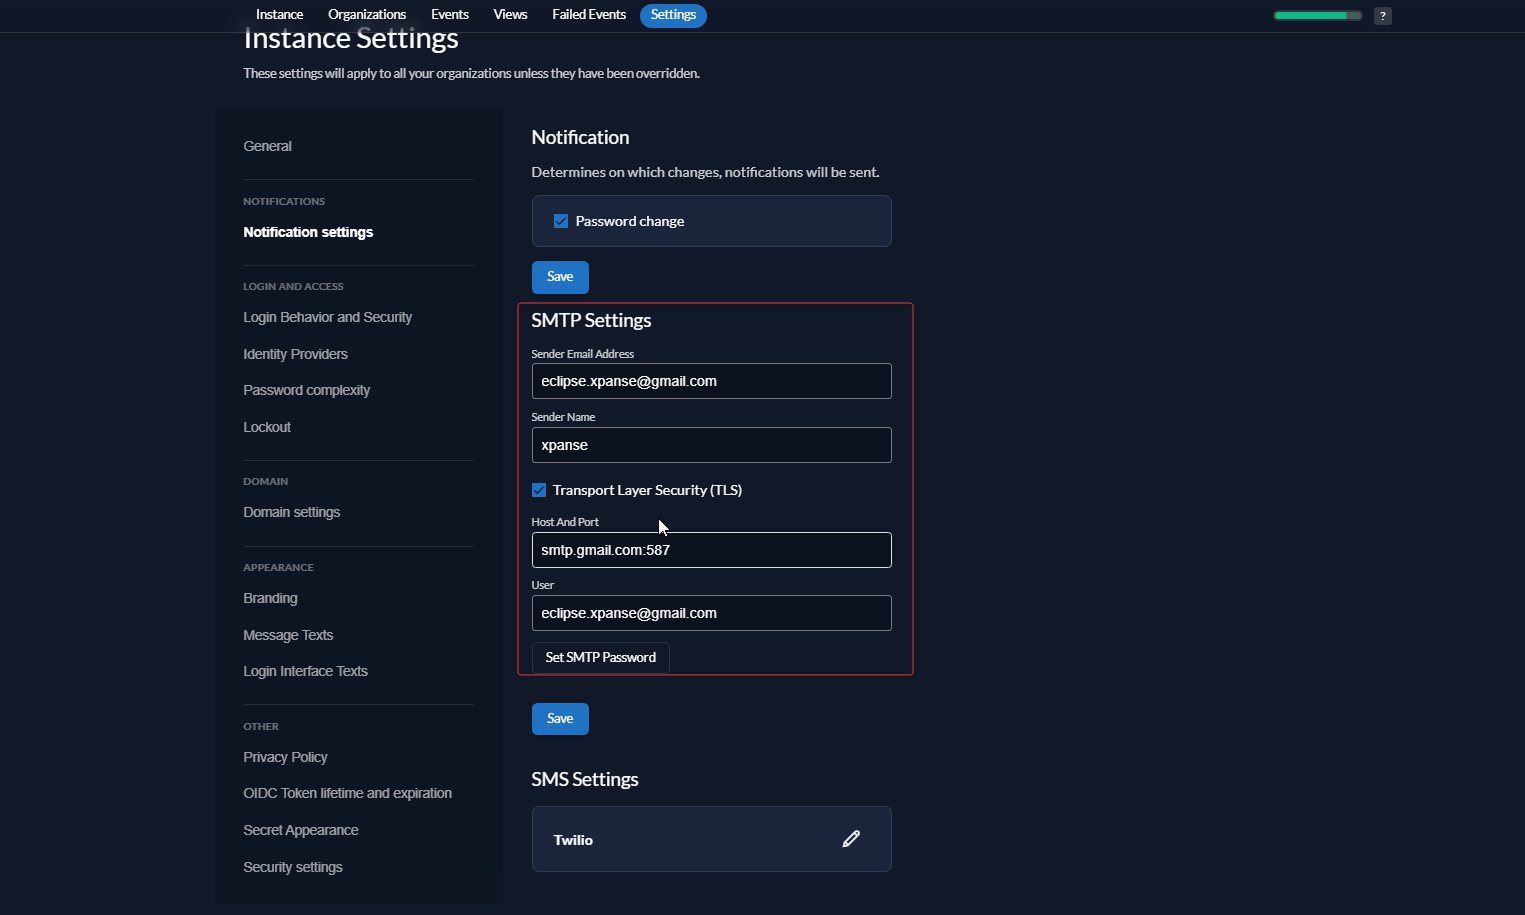 Instance Organizations Events Views Failed Events Settings ?
Instance Settings
These settings will apply to all your organizations unless they have been overridden.
General
NOTIFICATIONS
Notification settings
LOGIN AND ACCESS
Login Behavior and Security
Identity Providers
Password complexity
Lockout
DOMAIN
Domain settings
APPEARANCE
Branding
Message Texts
Login Interface Texts
OTHER
Privacy Policy
OIDC Token lifetime and expiration
Secret Appearance
Security settings
Notification
Determines on which changes, notifications will be sent.
Password change
Save
SMTP Settings
Sender Email Address
eclipse.xpanse@gmail.com
Sender Name
xpanse
Transport Layer Security (TLS)
Host And Port
smtp.gmail.com:587
User
eclipse.xpanse@gmail.com
Set SMTP Password
Save
SMS Settings
Twilio